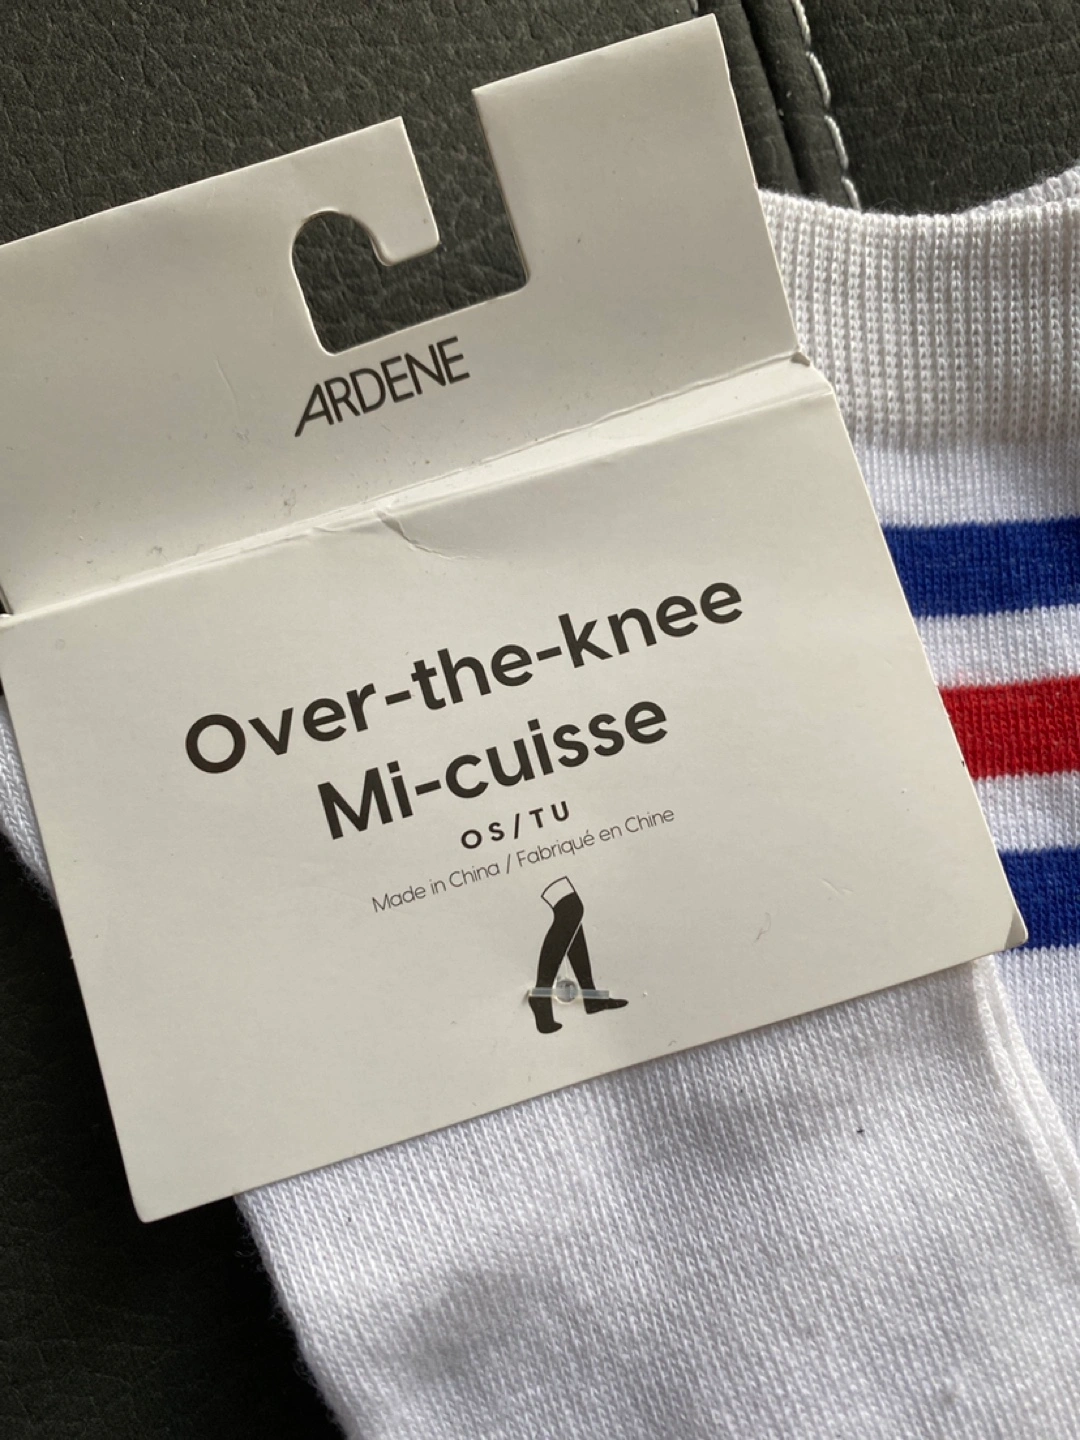 ARDENE
Over-the-knee
Mi-cuisse
OS/TU
Made in China / Fabriqué en Chine